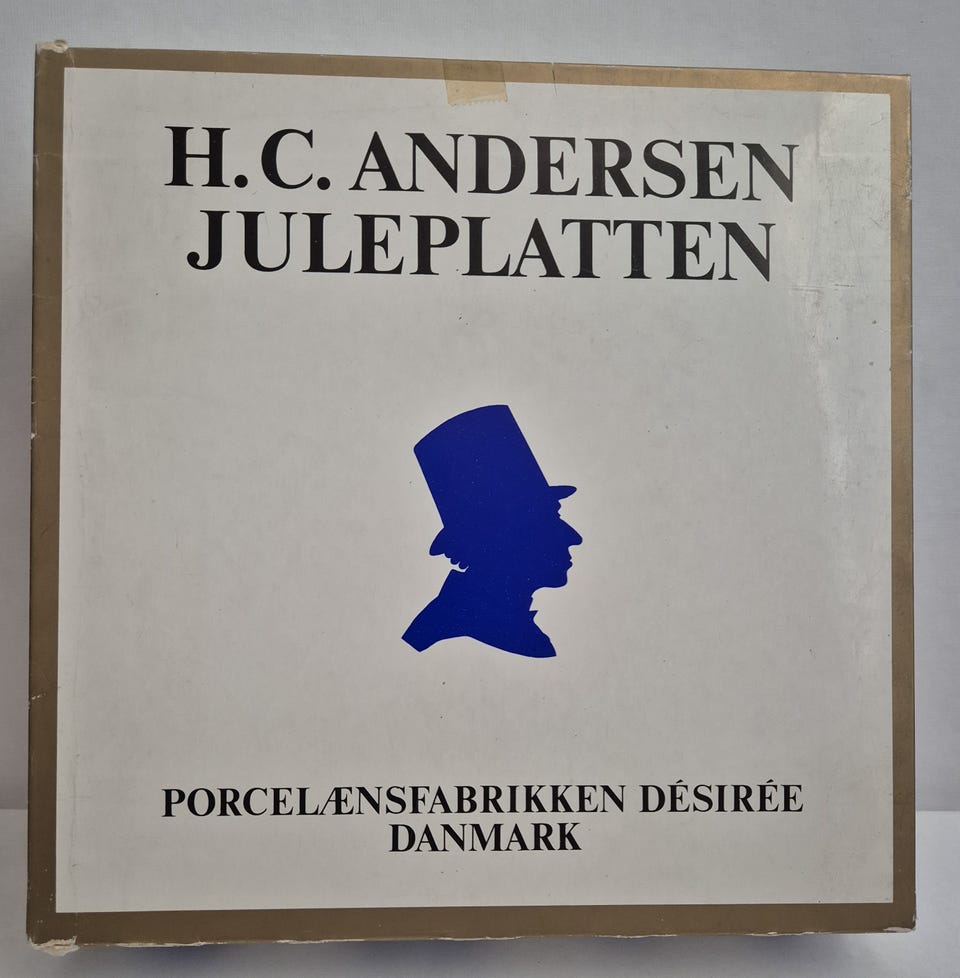 H.C. ANDERSEN
JULEPLATTEN
PORCELÆNSFABRIKKEN DÉSIRÉE
DANMARK